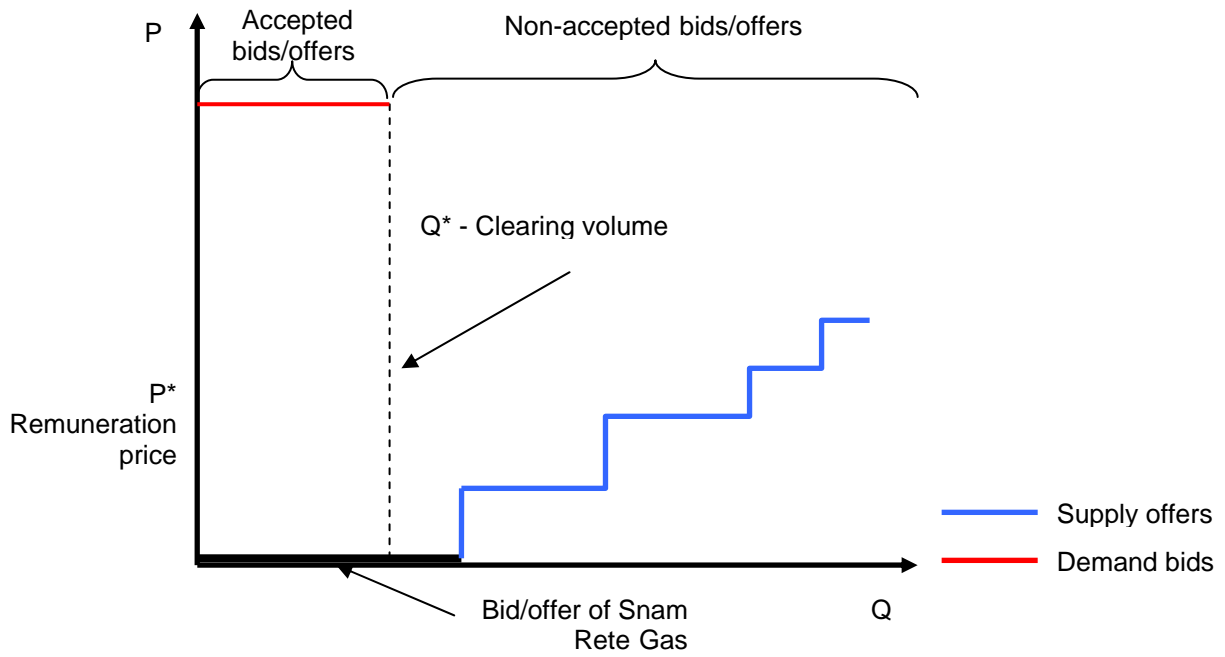 P
Accepted
bids/offers
Non-accepted bids/offers
Q* - Clearing volume
P*
Remuneration
price
Supply offers
Demand bids
Bid/offer of Snam
Rete Gas
Q